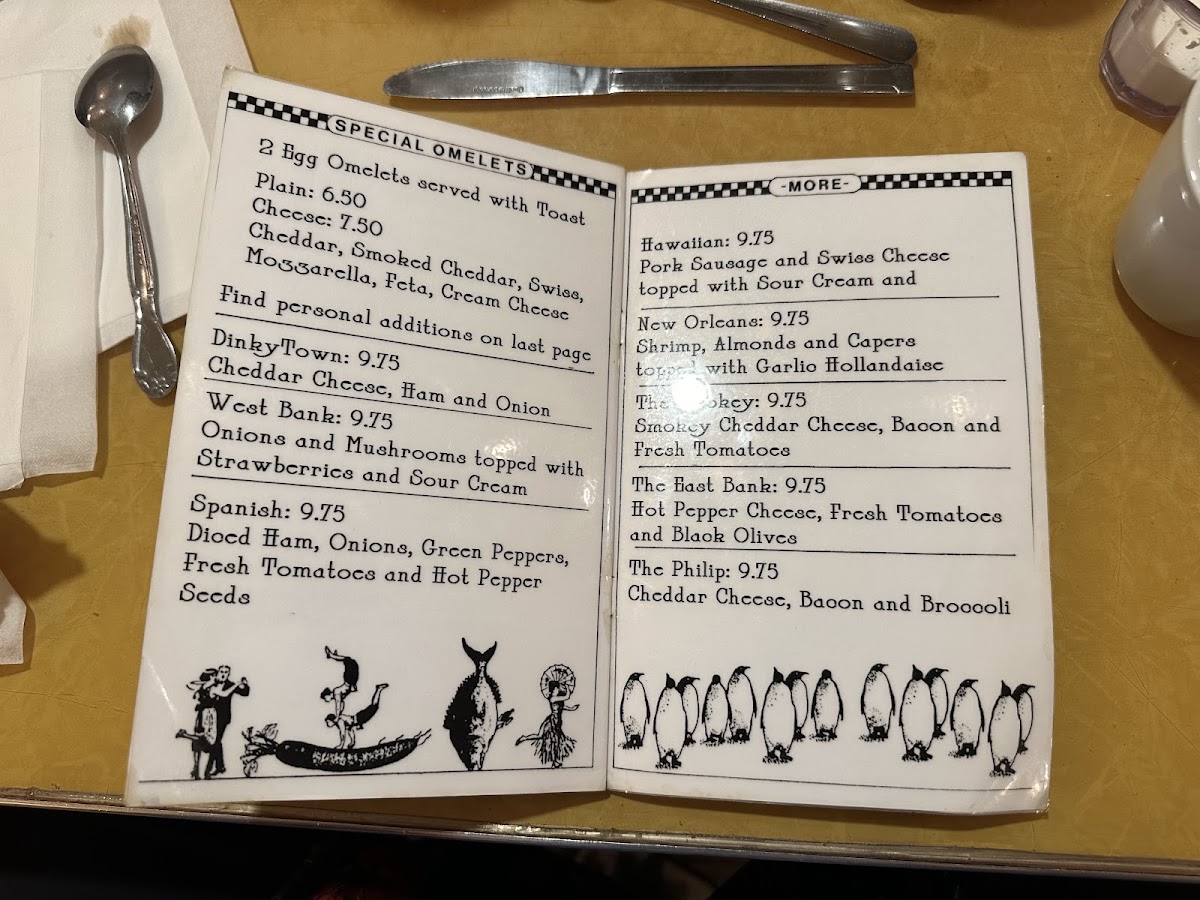 SPECIAL OMELETS
2 Egg Omelets served with Toast
Plain: 6.50
Cheese: 7.50
Cheddar, Smoked Cheddar, Swiss,
Mozzarella, Feta, Cream Cheese
Find personal additions on last page
DinkyTown: 9.75
Cheddar Cheese, Ham and Onion
West Bank: 9.75
Onions and Mushrooms topped with
Strawberries and Sour Cream
Spanish: 9.75
Diced Ham, Onions, Green Peppers,
Fresh Tomatoes and Hot Pepper
Seeds
-MORE-
Hawaiian: 9.75
Pork Sausage and Swiss Cheese
topped with Sour Cream and
New Orleans: 9.75
Shrimp, Almonds and Capers
topped with Garlic Hollandaise
The 9.75
Smokey Cheddar Cheese, Bacon and
Fresh Tomatoes
The East Bank: 9.75
Hot Pepper Cheese, Fresh Tomatoes
and Black Olives
The Philip: 9.75
Cheddar Cheese, Bacon and Broccoli